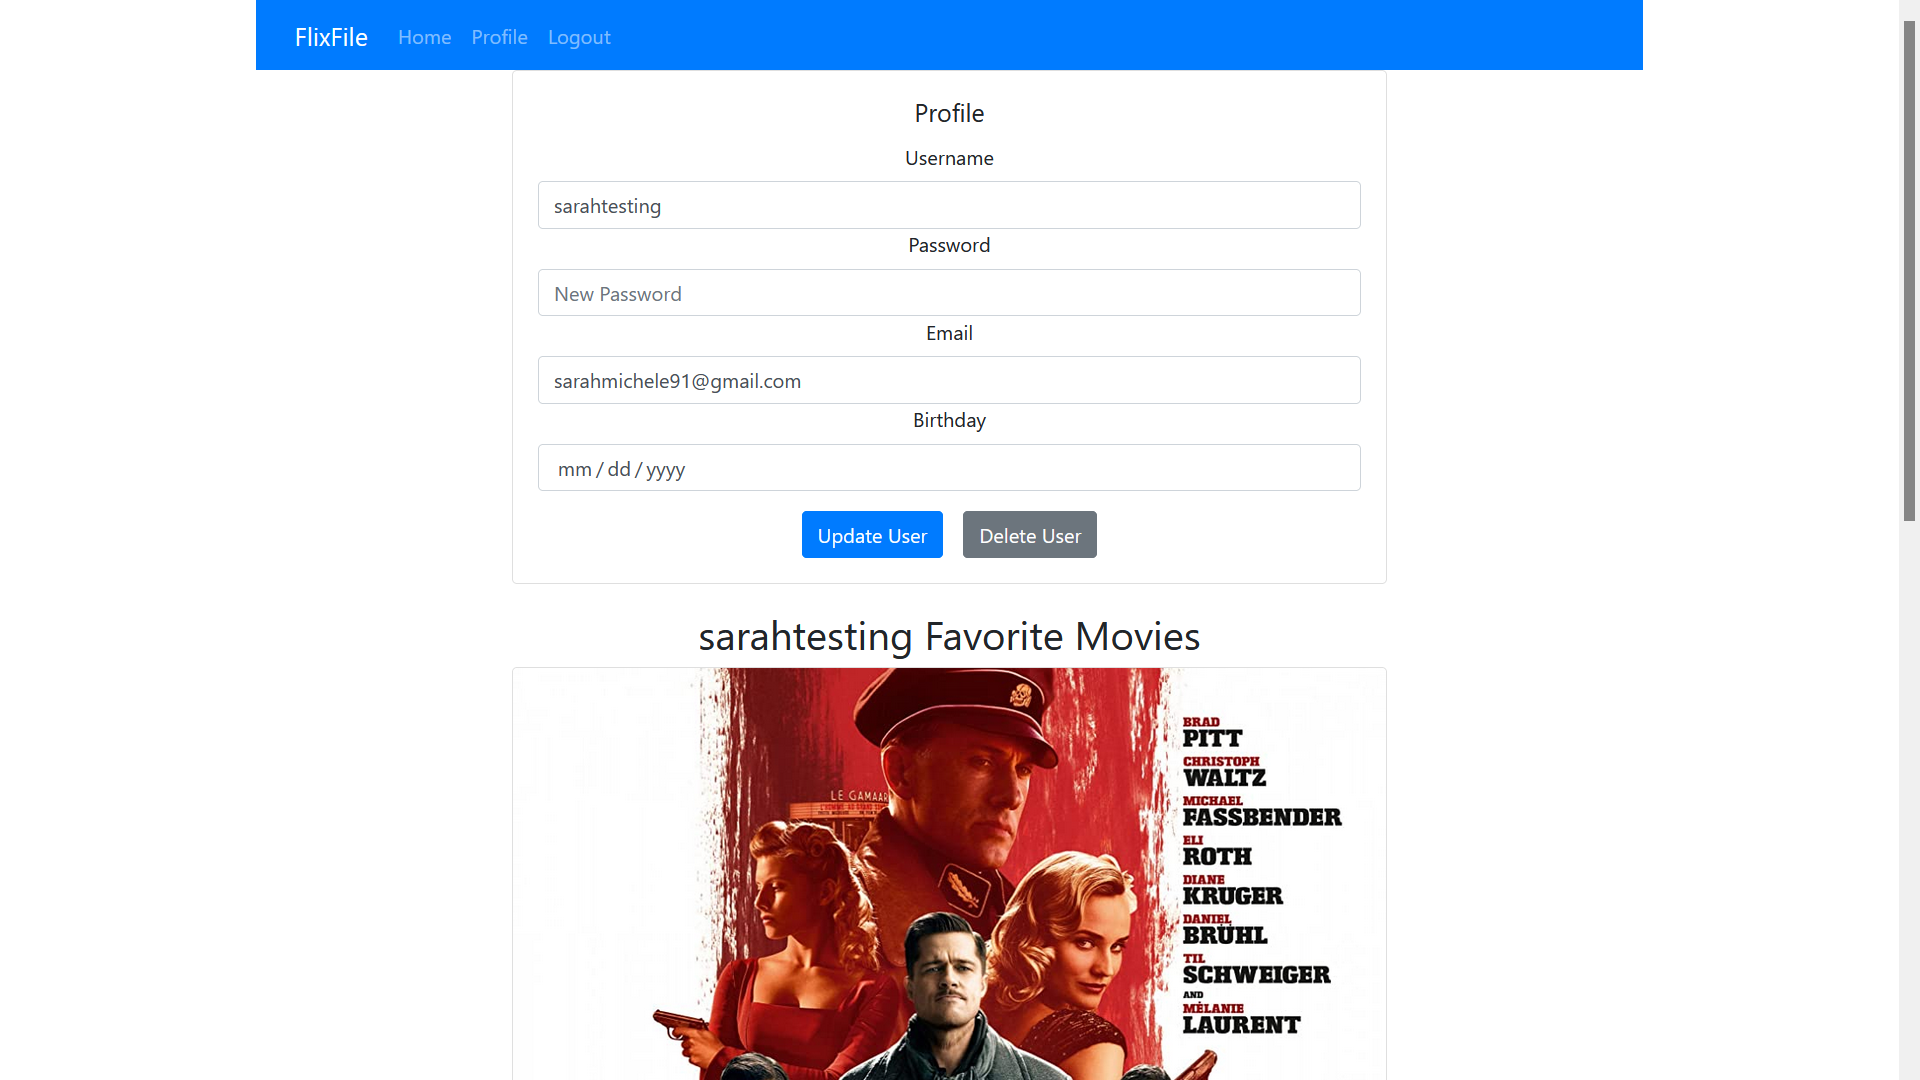 FlixFile Home Profile Logout
Profile
Username
sarahtesting
Password
New Password
Email
sarahmichele91@gmail.com
Birthday
mm / dd / yyyy
Update User Delete User
sarahtesting Favorite Movies
LE GAMAAR
BRAD
PITT
CHRISTOPH
WALTZ
MICHAEL
FASSBENDER
ELI
ROTH
DIANE
KRUGER
DANIEL
BRÜHL
TIL
SCHWEIGER
AND
MÉLANIE
LAURENT